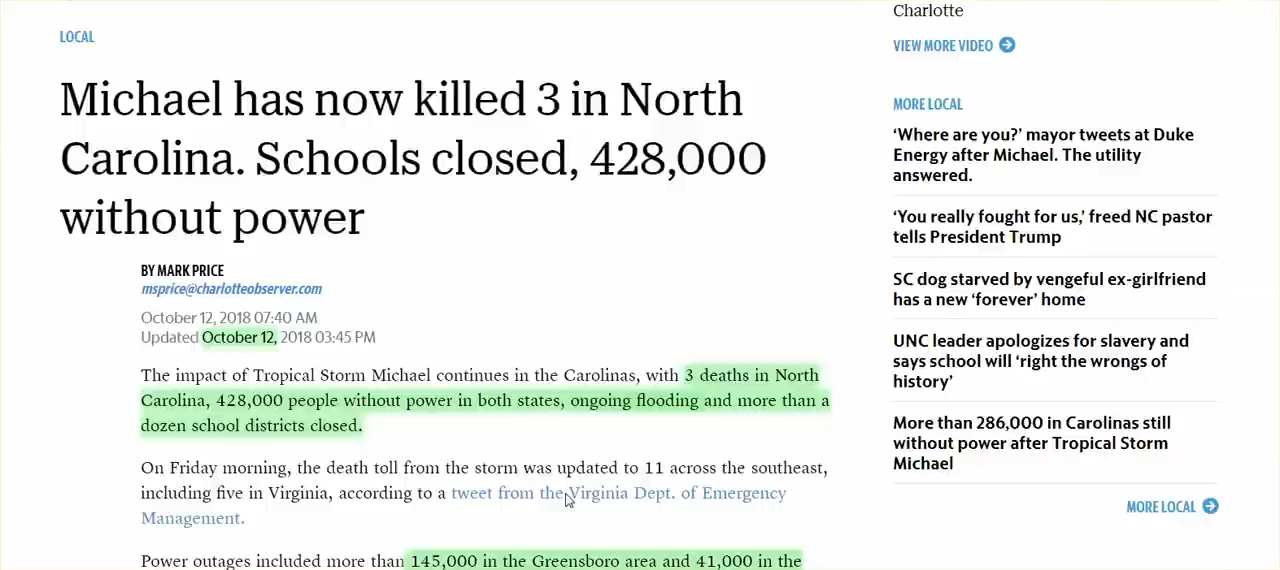 LOCAL
Michael has now killed 3 in North
Carolina. Schools closed, 428,000
without power
BY MARK PRICE
msprice@charlotteobserver.com
October 12, 2018 07:40 AM
Updated October 12, 2018 03:45 PM
The impact of Tropical Storm Michael continues in the Carolinas, with 3 deaths in North
Carolina, 428,000 people without power in both states, ongoing flooding and more than a
dozen school districts closed.
On Friday morning, the death toll from the storm was updated to 11 across the southeast,
including five in Virginia, according to a tweet from the Virginia Dept. of Emergency
Management.
Power outages included more than 145,000 in the Greensboro area and 41,000 in the
Charlotte
VIEW MORE VIDEO
MORE LOCAL
‘Where are you?’ mayor tweets at Duke
Energy after Michael. The utility
answered.
‘You really fought for us,’ freed NC pastor
tells President Trump
SC dog starved by vengeful ex-girlfriend
has a new ‘forever’ home
UNC leader apologizes for slavery and
says school will ‘right the wrongs of
history’
More than 286,000 in Carolinas still
without power after Tropical Storm
Michael
MORE LOCAL